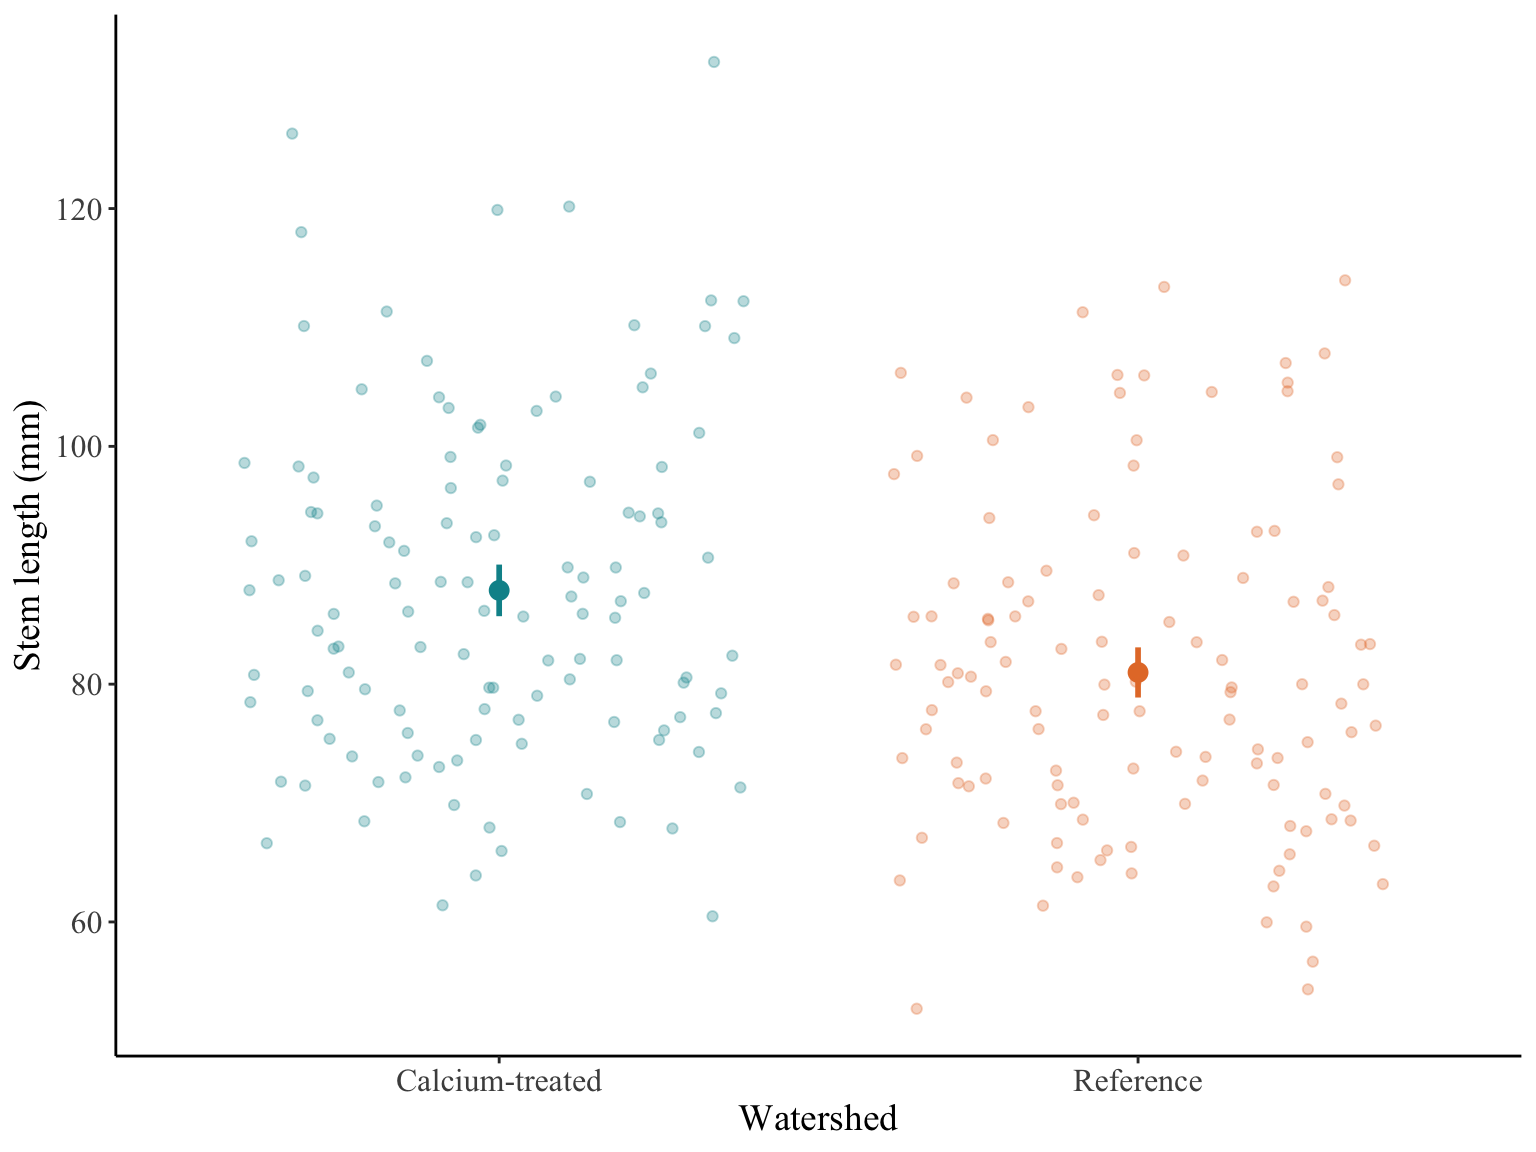 Stem length (mm)
120
100
80
60
Calcium-treated
Reference
Watershed